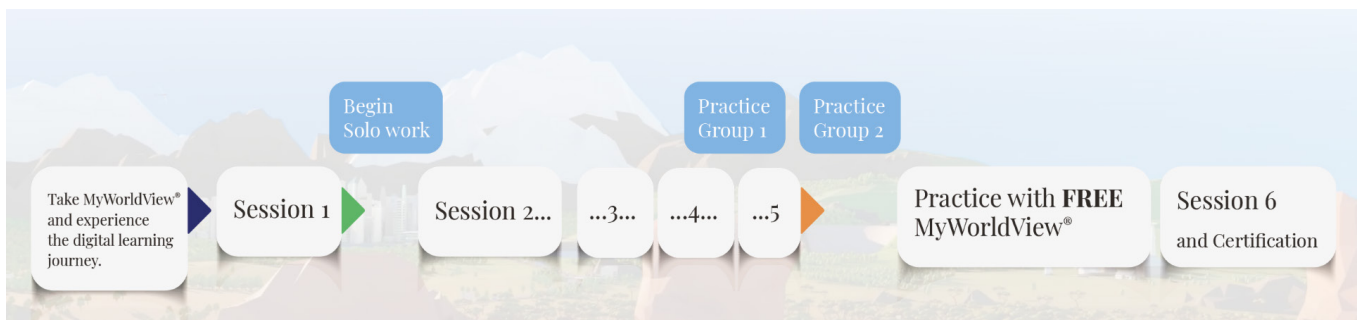 Begin
Solo work
Practice
Group 1
Practice
Group 2
Take MyWorldView®
and experience
the digital learning
journey.
Session 1
Session 2...
...3...
...4...
...5
Practice with FREE
MyWorldView®
Session 6
and Certification